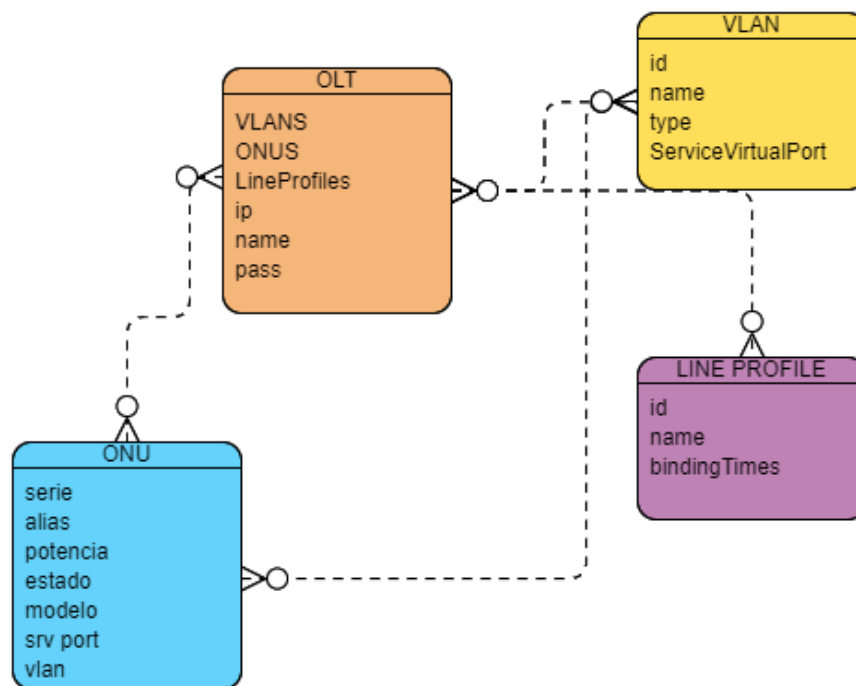 OLT
VLANS
ONUS
LineProfiles
ip
name
pass
VLAN
id
name
type
ServiceVirtualPort
LINE PROFILE
id
name
bindingTimes
ONU
serie
alias
potencia
estado
modelo
srv port
vlan